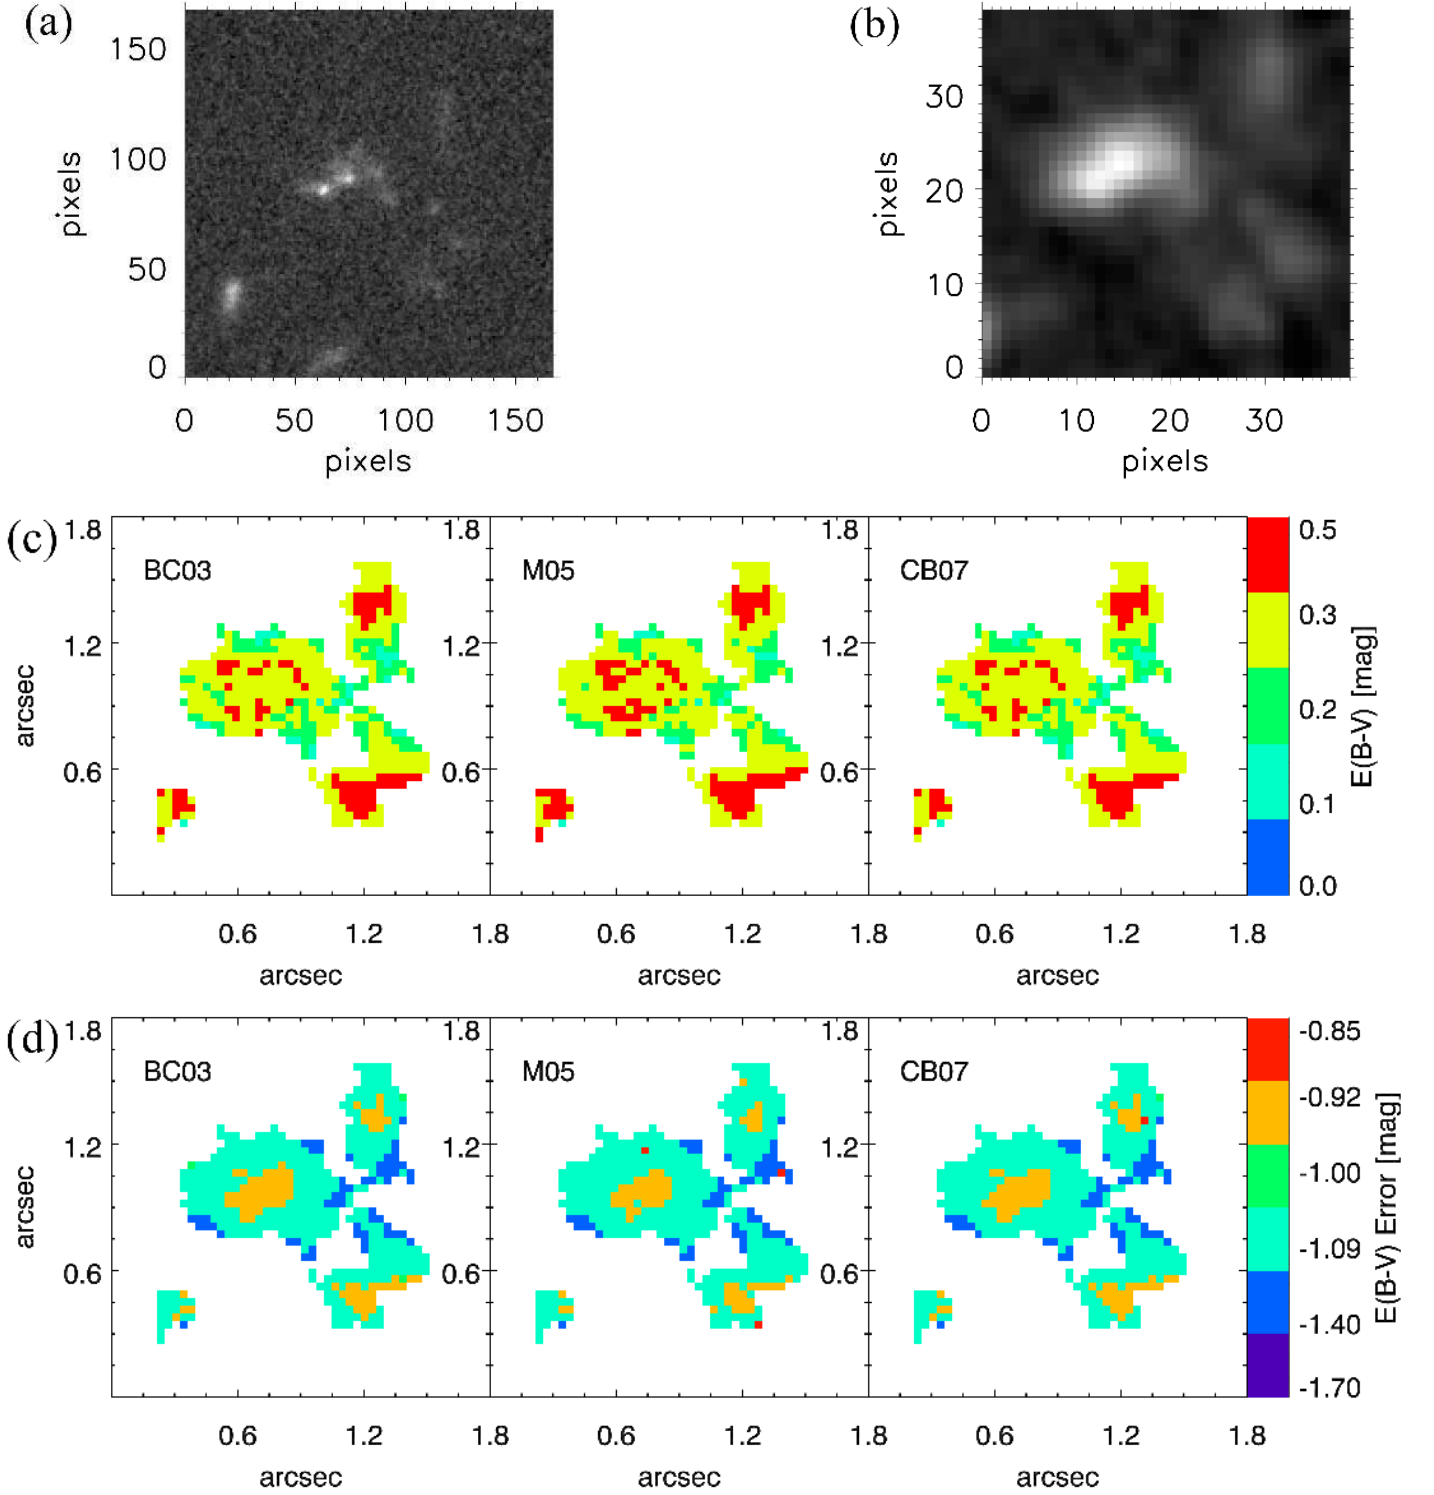 (a)
(b)
150
100
50
0
pixels
0 50 100 150
pixels
30
20
10
0
pixels
0 10 20 30
pixels
(c)
1.8
1.2
0.6
arcsec
BC03
1.8
1.2
0.6
M05
1.8
1.2
0.6
CB07
0.5
0.3
0.2
0.1
0.0
E(B-V) [mag]
0.6 1.2 1.8 0.6 1.2 1.8 0.6 1.2 1.8
arcsec arcsec arcsec
(d)
1.8
1.2
0.6
arcsec
BC03
1.8
1.2
0.6
M05
1.8
1.2
0.6
CB07
-0.85
-0.92
-1.00
-1.09
-1.40
-1.70
E(B-V) Error [mag]
0.6 1.2 1.8 0.6 1.2 1.8 0.6 1.2 1.8
arcsec arcsec arcsec